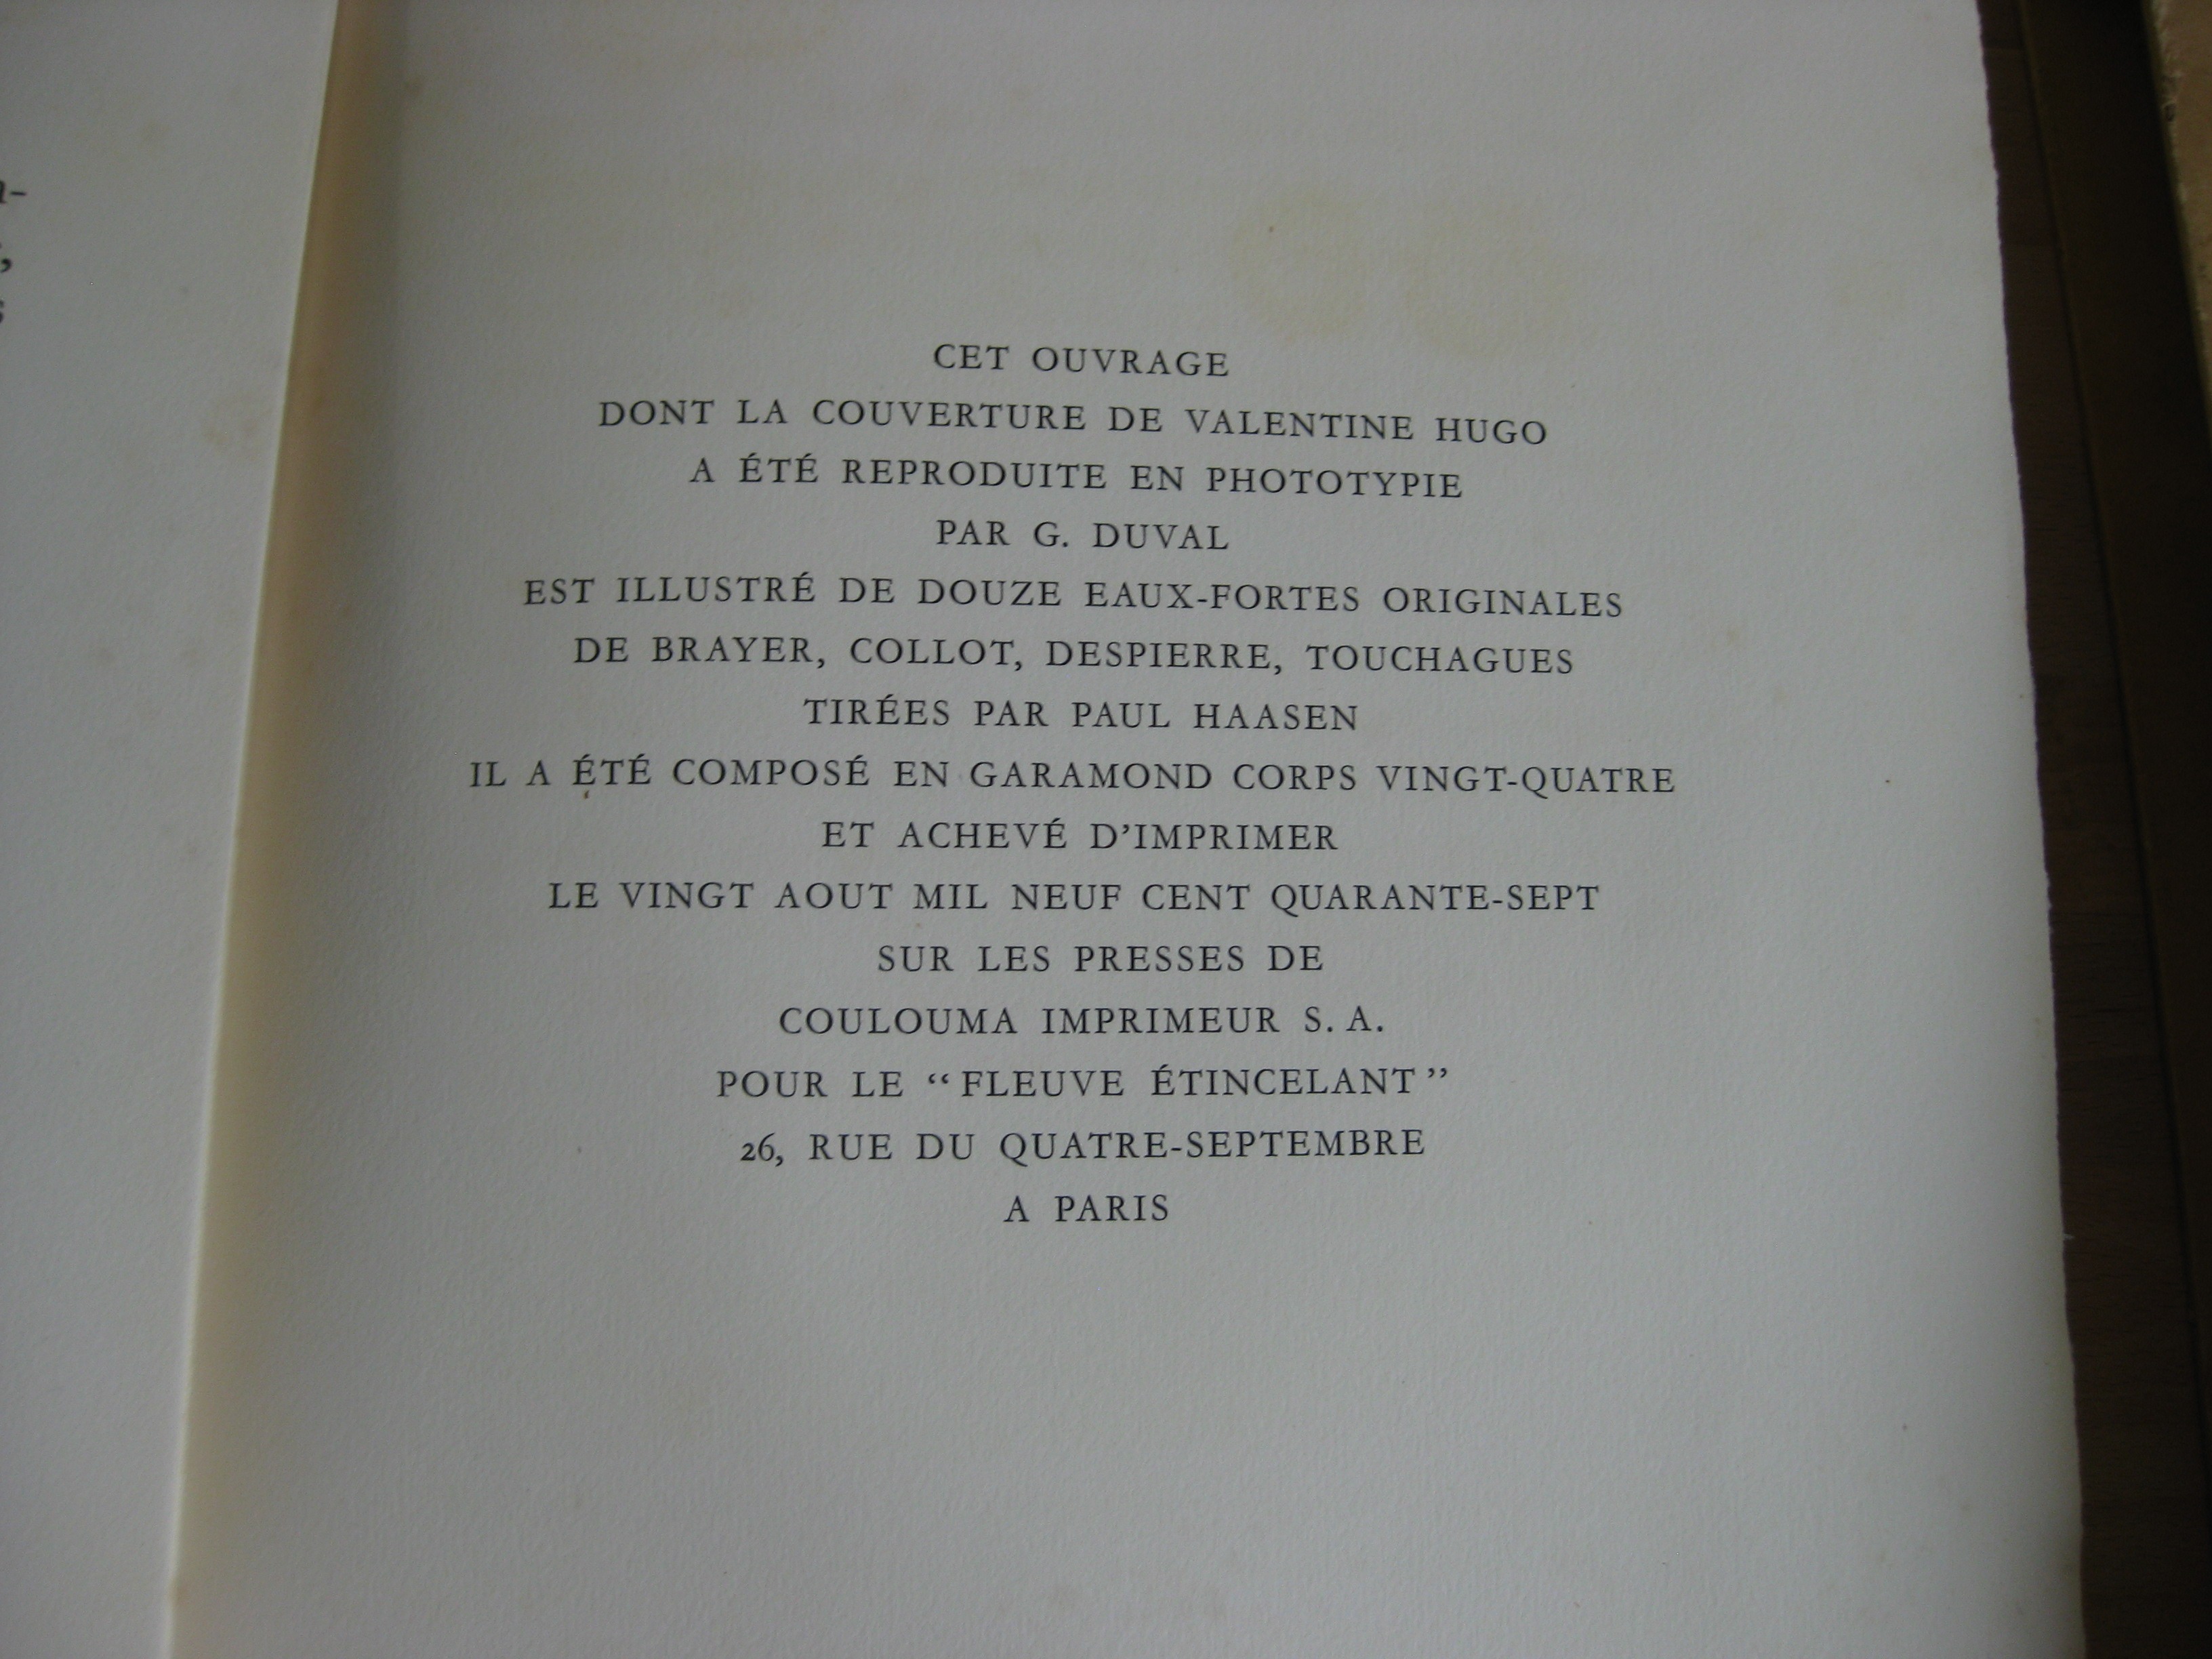 CET OUVRAGE
DONT LA COUVERTURE DE VALENTINE HUGO
A ÉTÉ REPRODUITE EN PHOTOTYPIE
PAR G. DUVAL
EST ILLUSTRÉ DE DOUZE EAUX-FORTES ORIGINALES
DE BRAYER, COLLOT, DESPIERRE, TOUCHAGUES
TIRÉES PAR PAUL HAASEN
IL A ÉTÉ COMPOSÉ EN GARAMOND CORPS VINGT-QUATRE
ET ACHEVÉ D’IMPRIMER
LE VINGT AOUT MIL NEUF CENT QUARANTE-SEPT
SUR LES PRESSES DE
COULOUMA IMPRIMEUR S. A.
POUR LE “ FLEUVE ÉTINCELANT ”
26, RUE DU QUATRE-SEPTEMBRE
A PARIS